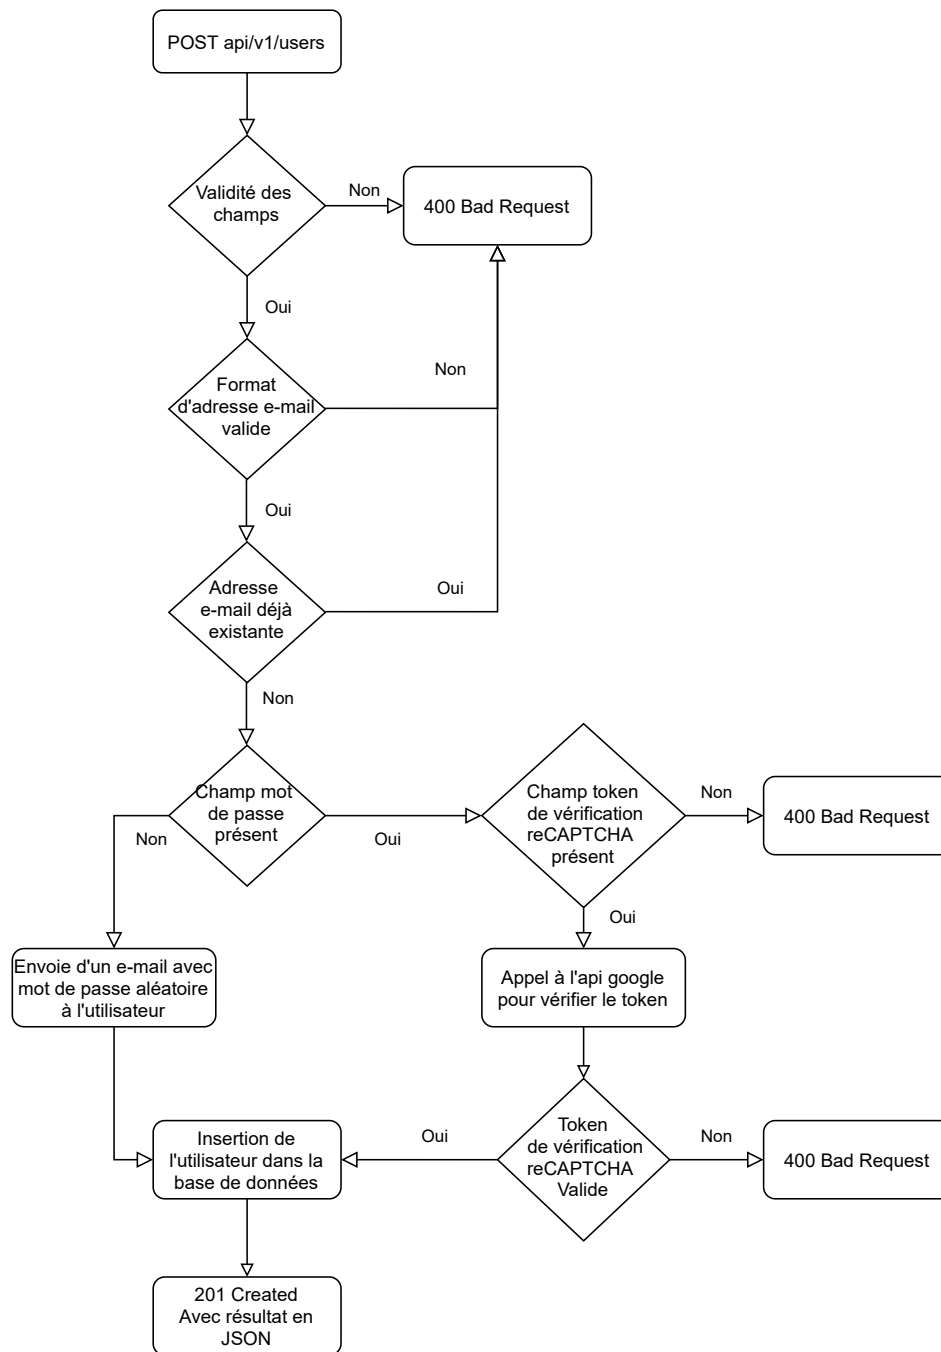 POST api/v1/users
Validité des
champs
Non
400 Bad Request
Oui
Format
d'adresse e-mail
valide
Non
Oui
Adresse
e-mail déjà
existante
Oui
Non
Champ mot
de passe
présent
Non
Oui
Champ token
de vérification
reCAPTCHA
présent
Non
400 Bad Request
Oui
Envoie d'un e-mail avec
mot de passe aléatoire
à l'utilisateur
Appel à l'api google
pour vérifier le token
Insertion de
l'utilisateur dans la
base de données
Oui
Token
de vérification
reCAPTCHA
Valide
Non
400 Bad Request
201 Created
Avec résultat en
JSON